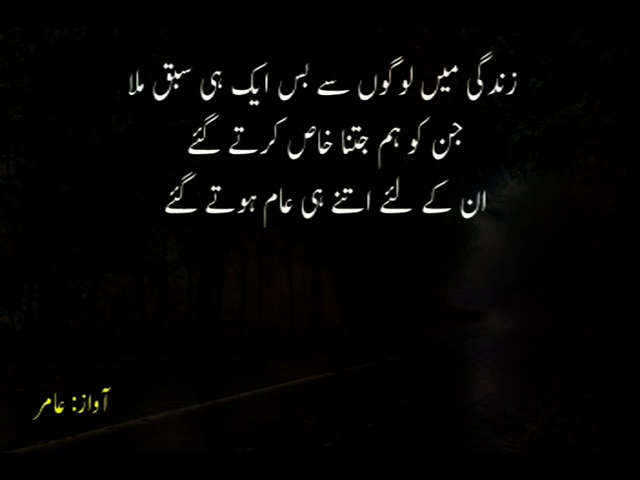 زندگی میں لوگوں سے بس ایک ہی سبق ملا
جن کو ہم جتنا خاص کرتے گئے
ان کے لئے اتنے ہی عام ہوتے گئے
آواز: عامر